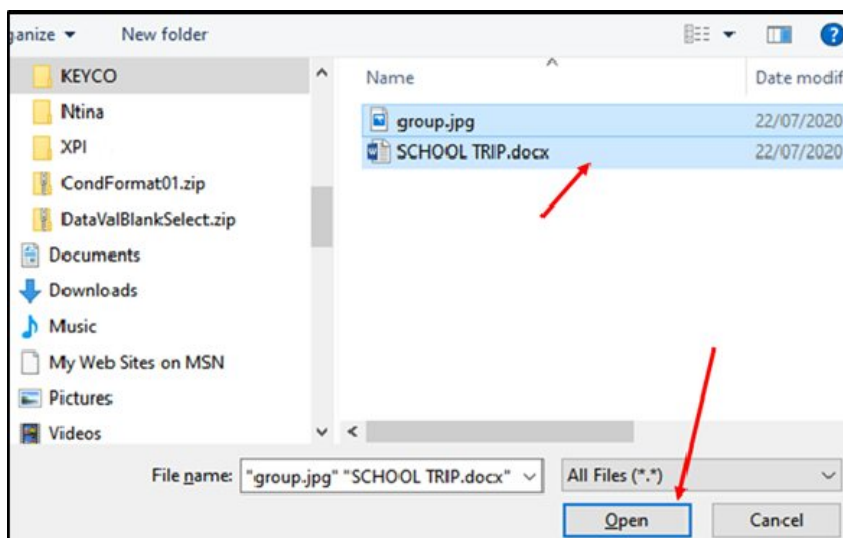 ganize New folder
KEYCO
Ntina
XPI
CondFormat01.zip
DataValBlankSelect.zip
Documents
Downloads
Music
My Web Sites on MSN
Pictures
Videos
Name Date modif
group.jpg 22/07/2020
SCHOOL TRIP.docx 22/07/2020
File name: "group.jpg" "SCHOOL TRIP.docx" All Files (*.*)
Open Cancel